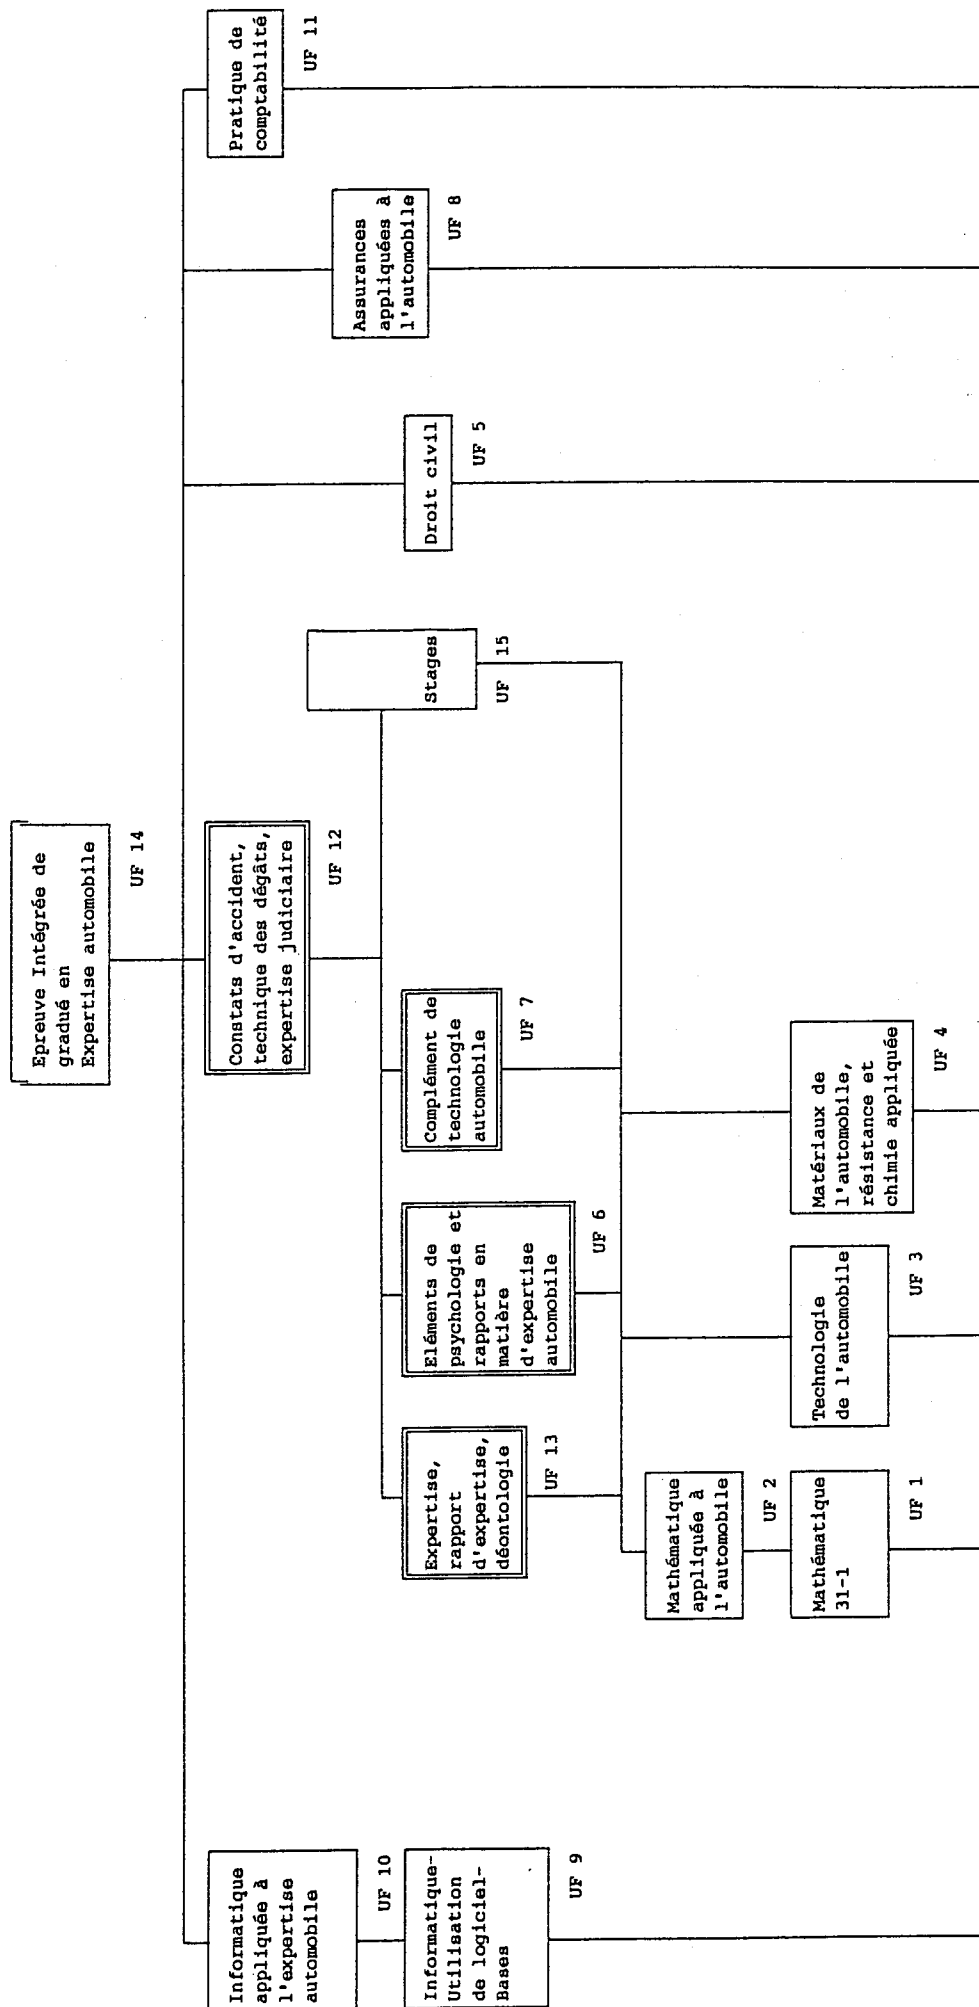 Epreuve Intégrée de
gradué en
Expertise automobile
UF 14
Informatique
appliquée à
l'expertise
automobile
UF 10
Constats d'accident,
technique des dégâts,
expertise judiciaire
UF 12
Pratique de
comptabilité
UF 11
Assurances
appliquées à
l'automobile
UF 8
Informatique-
Utilisation
de logiciel-
Bases
UF 9
Expertise,
rapport
d'expertise,
déontologie
UF 13
Eléments de
psychologie et
rapports en
matière
d'expertise
automobile
UF 6
Complément de
technologie
automobile
UF 7
Stages
UF 15
Droit civil
UF 5
Mathématique
appliquée à
l'automobile
UF 2
Mathématique
31-1
UF 1
Technologie
de l'automobile
UF 3
Matériaux de
l'automobile,
résistance et
chimie appliquée
UF 4